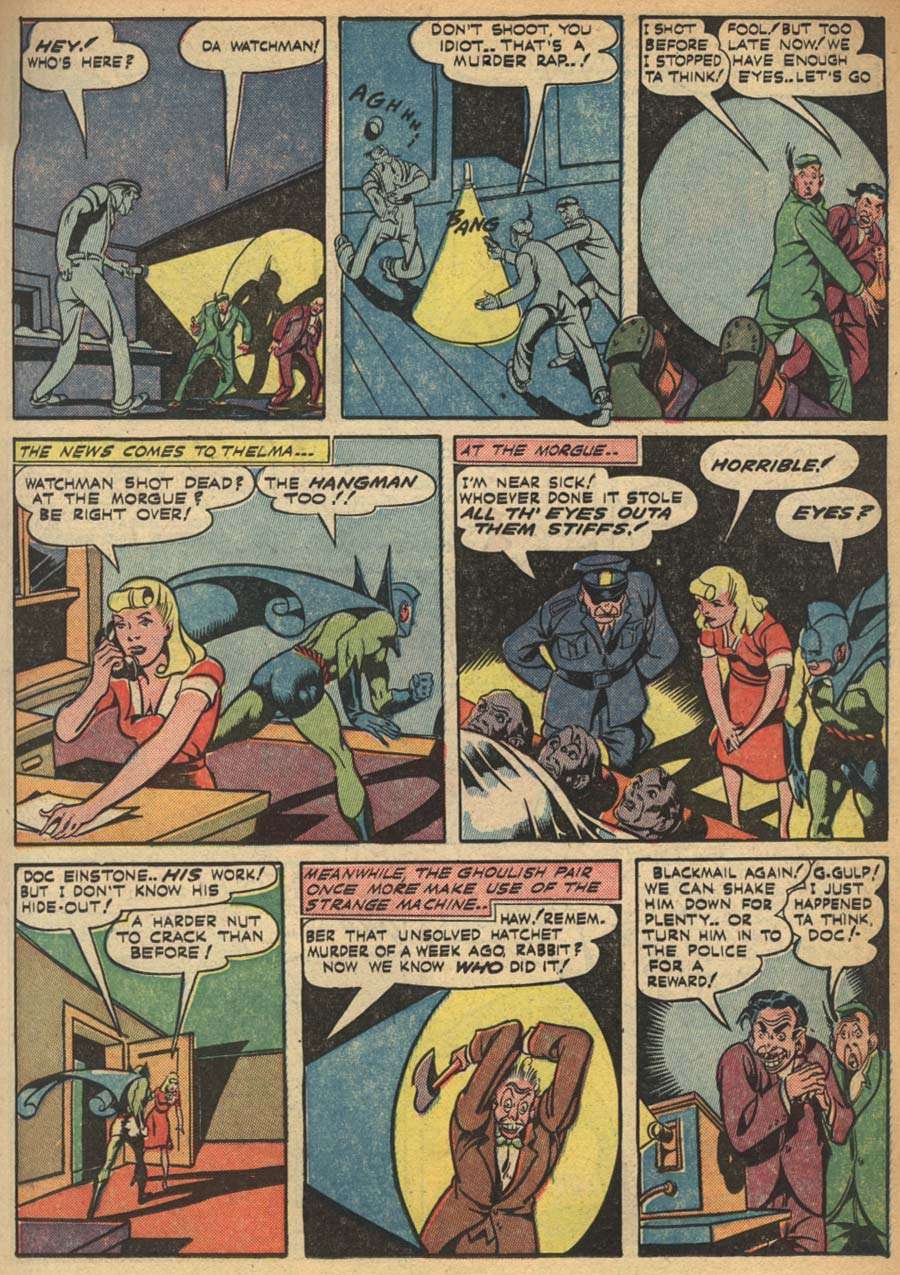 HEY!
WHO'S HERE?
DA WATCHMAN!
DON'T SHOOT, YOU
IDIOT.. THAT'S A
MURDER RAP..!
AGHHH!
BANG
I SHOT
BEFORE
I STOPPED
TA THINK!
FOOL! BUT TOO
LATE NOW! WE
HAVE ENOUGH
EYES..LET'S GO
THE NEWS COMES TO THELMA...
WATCHMAN SHOT DEAD?
AT THE MORGUE?
BE RIGHT OVER!
THE HANGMAN
TOO!!
AT THE MORGUE..
I'M NEAR SICK!
WHOEVER DONE IT STOLE
ALL TH' EYES OUTA
THEM STIFFS!
HORRIBLE!
EYES?
DOC EINSTONE.. HIS WORK!
BUT I DON'T KNOW HIS
HIDE-OUT!
A HARDER NUT
TO CRACK THAN
BEFORE!
MEANWHILE, THE GHOULISH PAIR
ONCE MORE MAKE USE OF THE
STRANGE MACHINE..
HAW! REMEM-
BER THAT UNSOLVED HATCHET
MURDER OF A WEEK AGO, RABBIT?
NOW WE KNOW WHO DID IT!
BLACKMAIL AGAIN!
WE CAN SHAKE
HIM DOWN FOR
PLENTY.. OR
TURN HIM IN TO
THE POLICE
FOR A
REWARD!
G.GULP!
I JUST
HAPPENED
TA THINK,
DOC!-